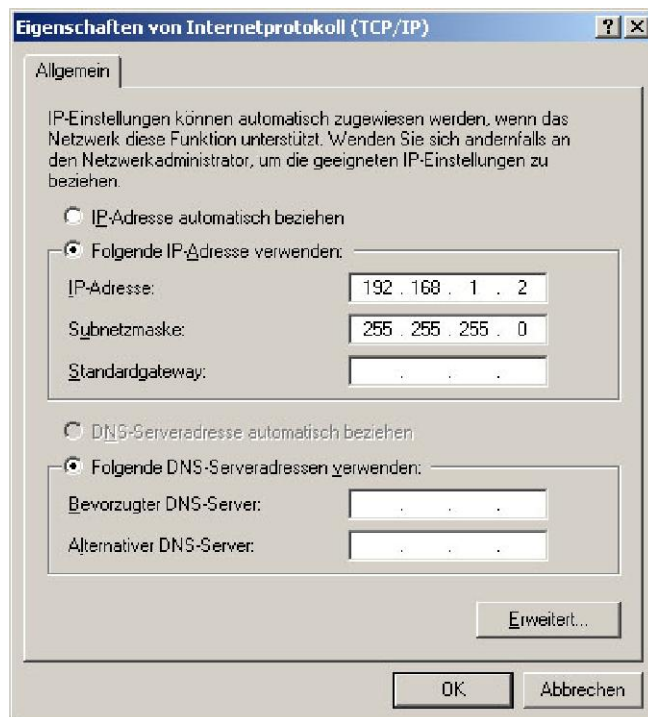 Eigenschaften von Internetprotokoll (TCP/IP)
Allgemein
IP-Einstellungen können automatisch zugewiesen werden, wenn das
Netzwerk diese Funktion unterstützt. Wenden Sie sich andernfalls an
den Netzwerkadministrator, um die geeigneten IP-Einstellungen zu
beziehen.
IP-Adresse automatisch beziehen
Folgende IP-Adresse verwenden:
IP-Adresse: 192 . 168 . 1 . 2
Subnetzmaske: 255 . 255 . 255 . 0
Standardgateway: . . .
DNS-Serveradresse automatisch beziehen
Folgende DNS-Serveradressen verwenden:
Bevorzugter DNS-Server: . . .
Alternativer DNS-Server: . . .
Erweitert...
OK Abbrechen